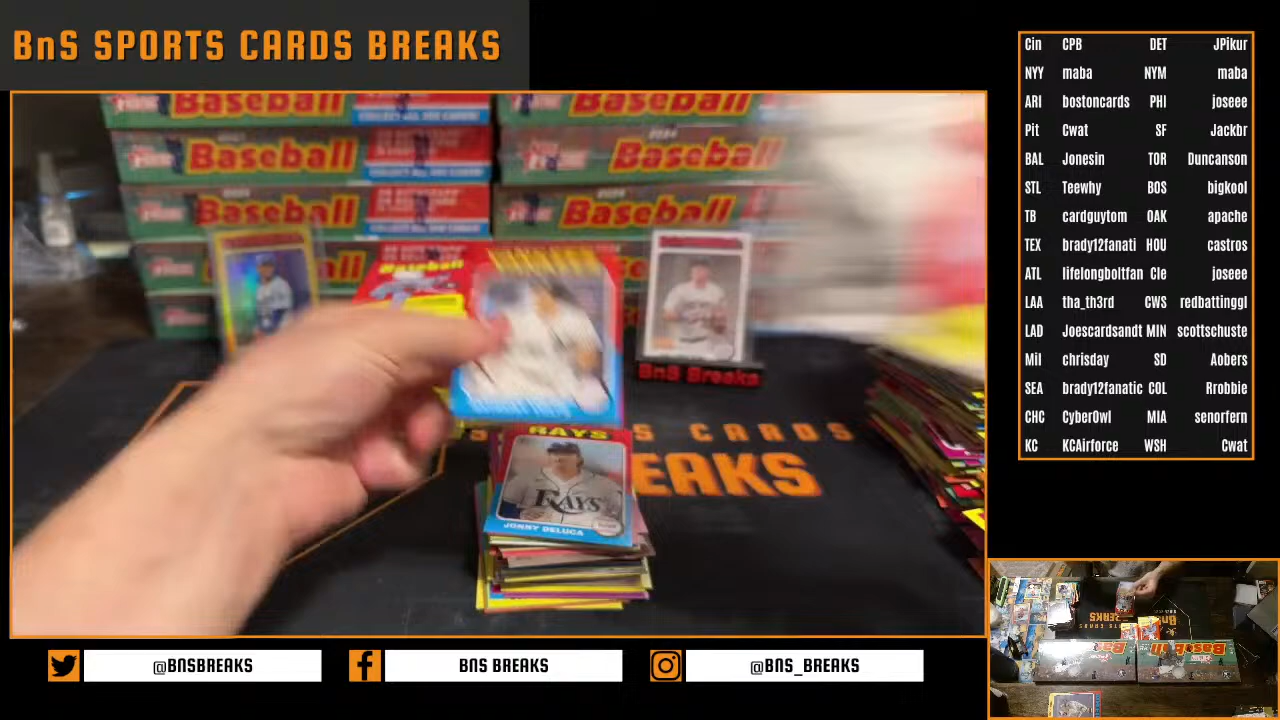 BnS SPORTS CARDS BREAKS
Baseball
Baseball
Baseball
Baseball
Baseball
Baseball
Baseball
BnS Breaks
S CARDS
EAKS
RAYS
RAYS
JONNY DELUCA
Cin CPB DET JPikur
NYY maba NYM maba
ARI bostoncards PHI joseee
Pit Cwat SF Jackbr
BAL Jonesin TOR Duncanson
STL Teewhy BOS bigkool
TB cardguytom OAK apache
TEX brady12fanati HOU castros
ATL lifelongboltfan Cle joseee
LAA tha_th3rd CWS redbattinggl
LAD Joescardsandt MIN scottschuste
Mil chrisday SD Aobers
SEA brady12fanatic COL Rrobbie
CHC CyberOwl MIA senorfern
KC KCAirforce WSH Cwat
@BNSBREAKS
BNS BREAKS
@BNS_BREAKS